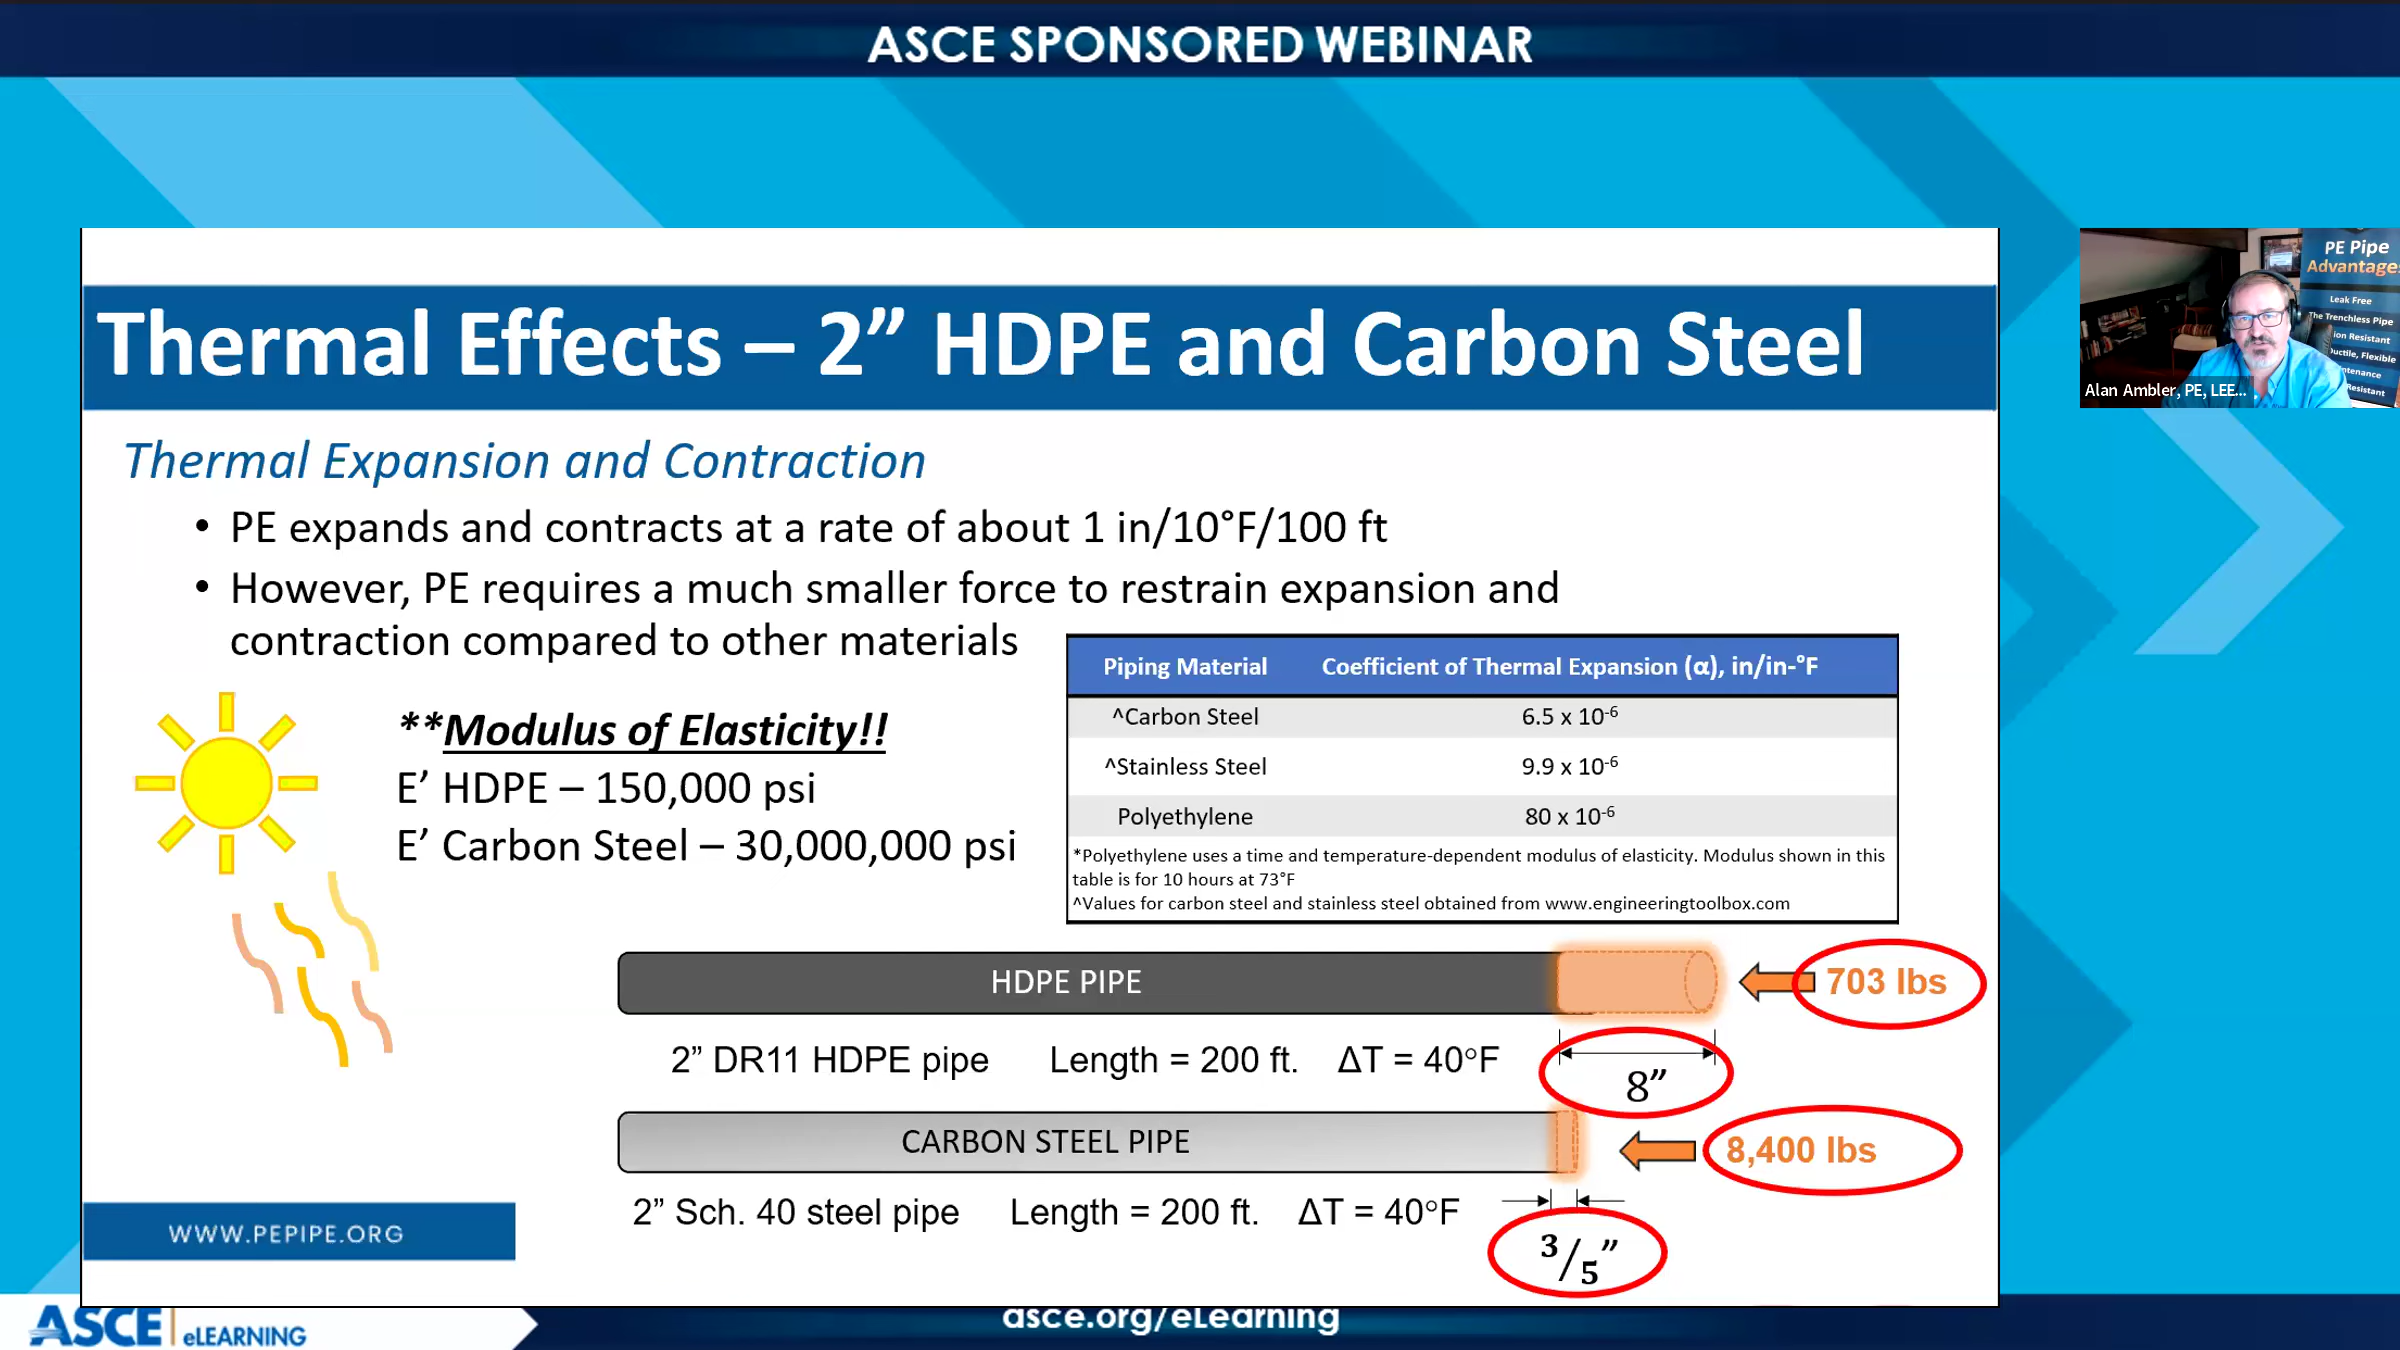 ASCE SPONSORED WEBINAR
PE Pipe
Advantage
Leak Free
The Trenchless Pipe
ion Resistant
Ductile, Flexible
ntenance
Resistant
Alan Ambler, PE, LEE...
Thermal Effects – 2” HDPE and Carbon Steel
Thermal Expansion and Contraction
• PE expands and contracts at a rate of about 1 in/10°F/100 ft
• However, PE requires a much smaller force to restrain expansion and
contraction compared to other materials
**Modulus of Elasticity!!
E’ HDPE – 150,000 psi
E’ Carbon Steel – 30,000,000 psi
Piping Material Coefficient of Thermal Expansion (α), in/in-°F
^Carbon Steel 6.5 x 10⁻⁶
^Stainless Steel 9.9 x 10⁻⁶
Polyethylene 80 x 10⁻⁶
*Polyethylene uses a time and temperature-dependent modulus of elasticity. Modulus shown in this
table is for 10 hours at 73°F
^Values for carbon steel and stainless steel obtained from www.engineeringtoolbox.com
HDPE PIPE
703 lbs
2” DR11 HDPE pipe Length = 200 ft. ΔT = 40°F
8”
CARBON STEEL PIPE
8,400 lbs
2” Sch. 40 steel pipe Length = 200 ft. ΔT = 40°F
3/5”
WWW.PEPIPE.ORG
ASCE eLEARNING
asce.org/eLearning